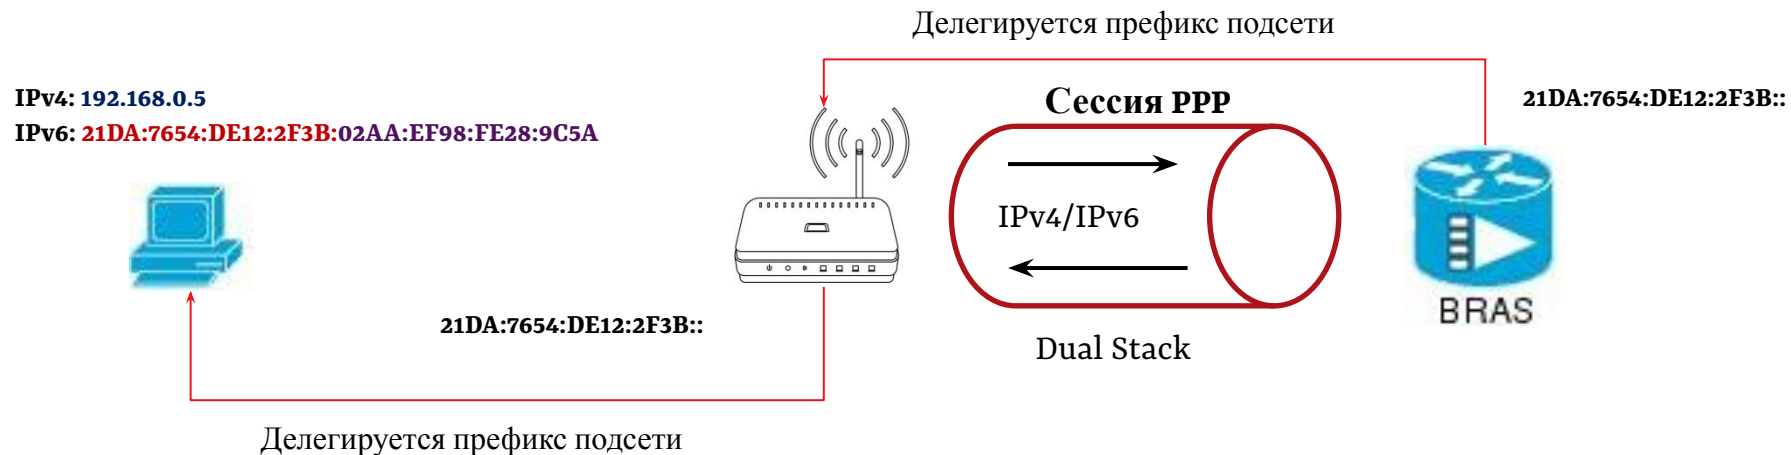 Делегируется префикс подсети
IPv4: 192.168.0.5
IPv6: 21DA:7654:DE12:2F3B:02AA:EF98:FE28:9C5A
Сессия PPP
21DA:7654:DE12:2F3B::
IPv4/IPv6
BRAS
21DA:7654:DE12:2F3B::
Dual Stack
Делегируется префикс подсети